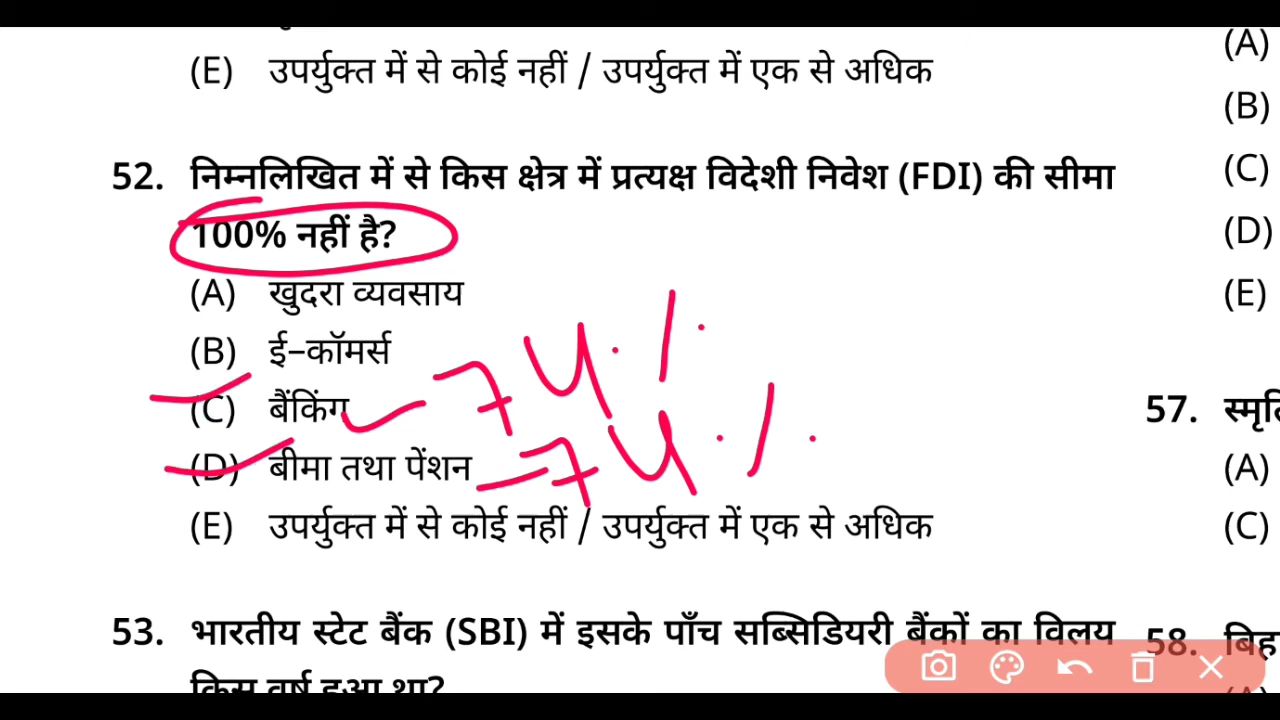 (E) उपर्युक्त में से कोई नहीं / उपर्युक्त में एक से अधिक
52. निम्नलिखित में से किस क्षेत्र में प्रत्यक्ष विदेशी निवेश (FDI) की सीमा
100% नहीं है?
(A) खुदरा व्यवसाय
(B) ई-कॉमर्स
(C) बैंकिंग 74%
(D) बीमा तथा पेंशन = 74%
(E) उपर्युक्त में से कोई नहीं / उपर्युक्त में एक से अधिक
53. भारतीय स्टेट बैंक (SBI) में इसके पाँच सब्सिडियरी बैंकों का विलय
किस वर्ष हुआ था?
(A)
(B)
(C)
(D)
(E)
57.
(A)
(C)
58.